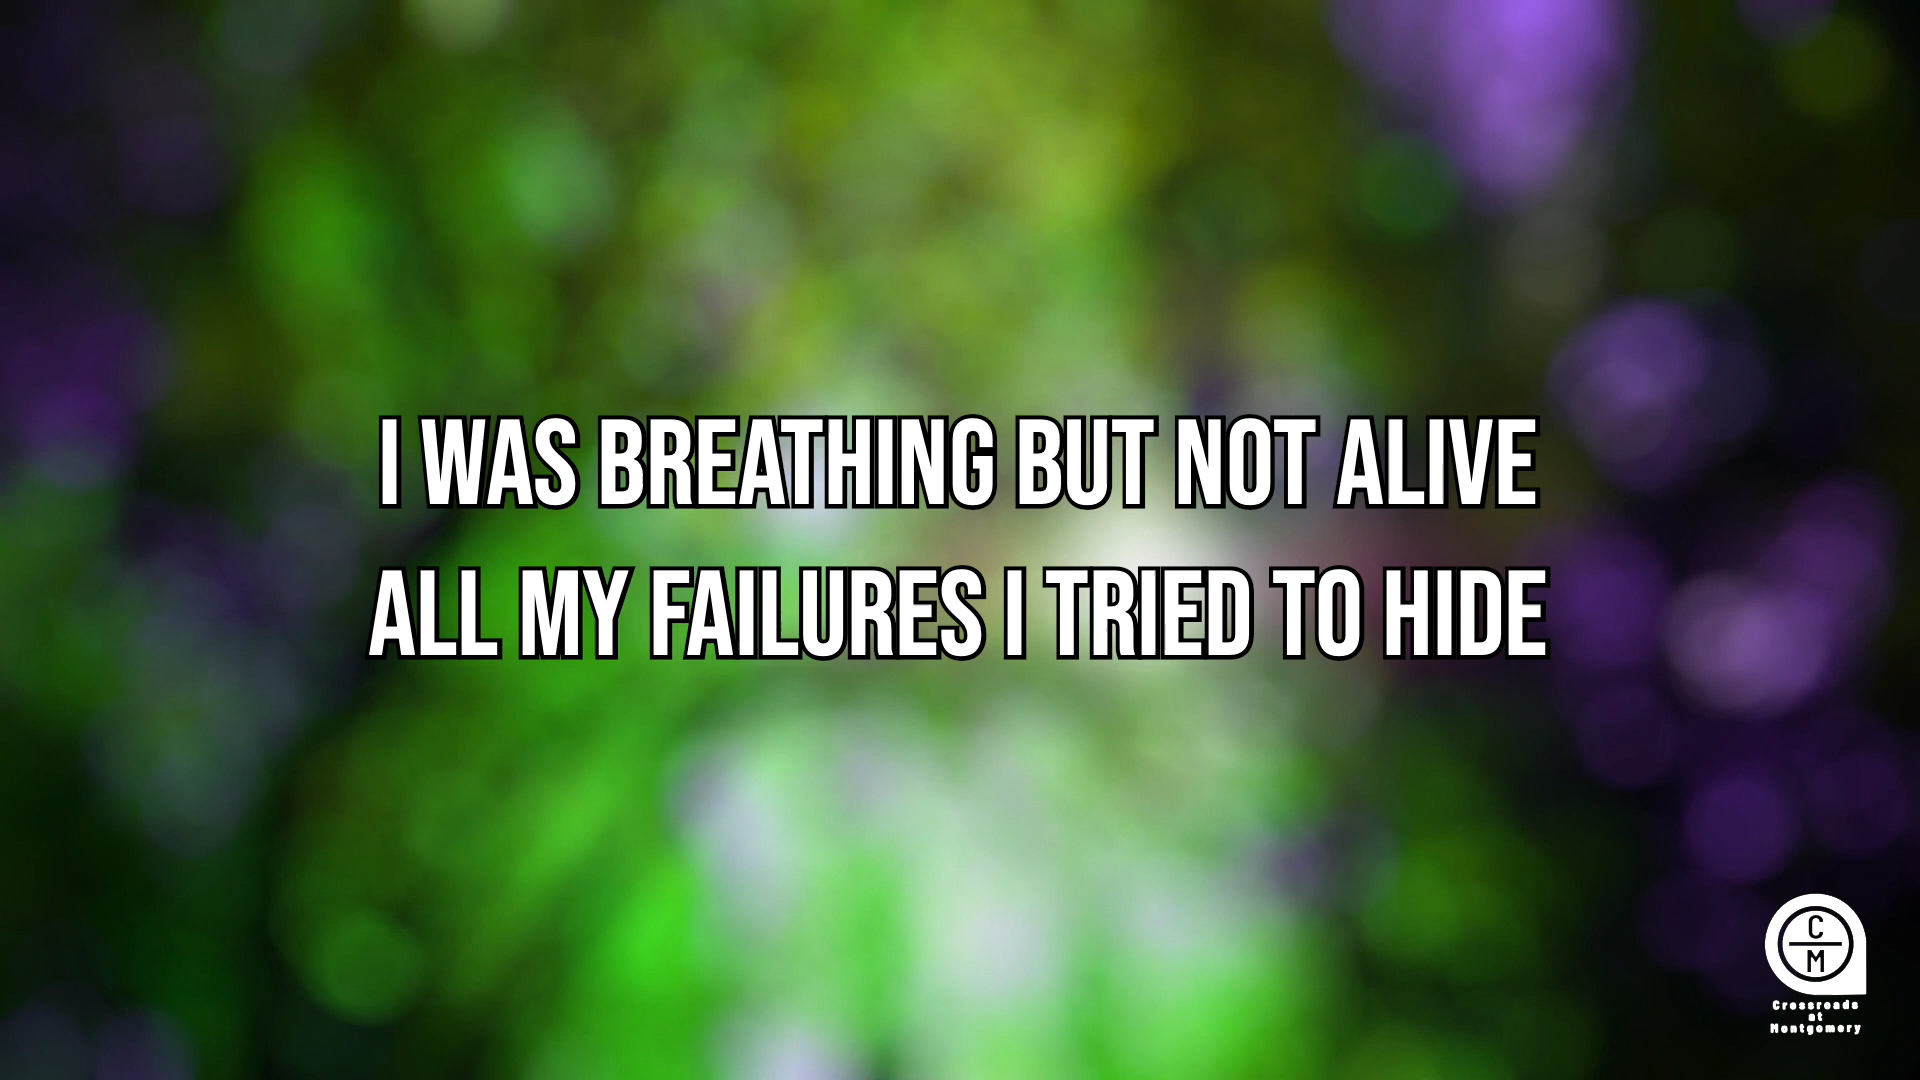 I WAS BREATHING BUT NOT ALIVE
ALL MY FAILURES I TRIED TO HIDE
C
M
Crossroads
at
Montgomery